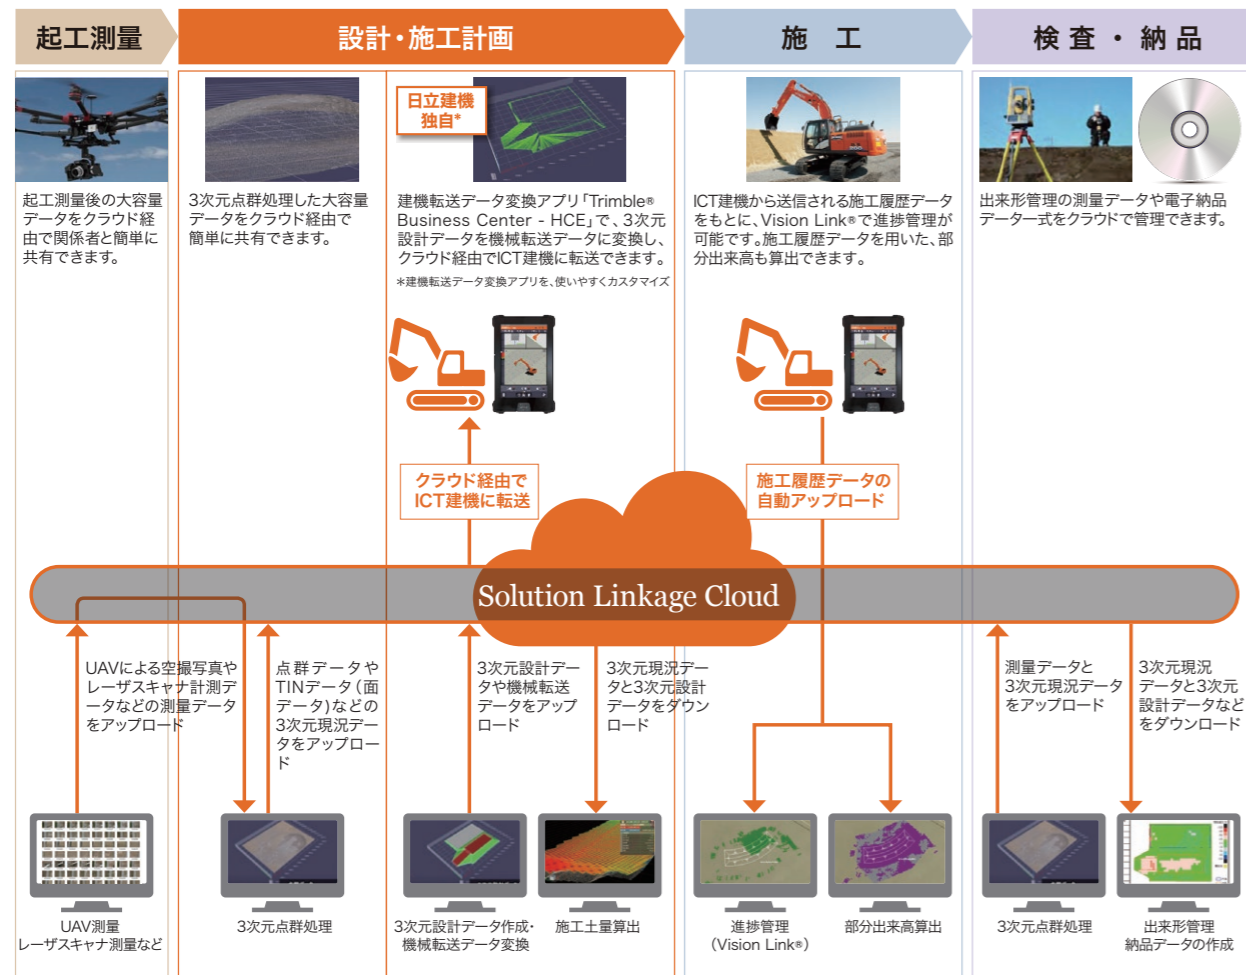 起工測量
設計・施工計画
施 工
検査・納品
起工測量後の大容量
データをクラウド経
由で関係者と簡単に
共有できます。
3次元点群処理した大容量
データをクラウド経由で
簡単に共有できます。
日立建機
独自*
建機転送データ変換アプリ「Trimble®
Business Center - HCE」で、3次元
設計データを機械転送データに変換し、
クラウド経由でICT建機に転送できます。
*建機転送データ変換アプリを、使いやすくカスタマイズ
ICT建機から送信される施工履歴データ
をもとに、Vision Link®で進捗管理が
可能です。施工履歴データを用いた、部
分出来高も算出できます。
出来形管理の測量データや電子納品
データ一式をクラウドで管理できます。
クラウド経由で
ICT建機に転送
施工履歴データの
自動アップロード
Solution Linkage Cloud
UAVによる空撮写真や
レーザスキャナ計測デ
ータなどの測量データ
をアップロード
点群データや
TINデータ(面
データ)などの
3次元現況デー
タをアップロー
ド
3次元設計デー
タや機械転送
データをアップ
ロード
3次元現況デー
タと3次元設計
データをダウン
ロード
測量データと
3次元現況データ
をアップロード
3次元現況
データと3次元
設計データなど
をダウンロード
UAV測量
レーザスキャナ測量など
3次元点群処理
3次元設計データ作成・
機械転送データ変換
施工土量算出
進捗管理
(Vision Link®)
部分出来高算出
3次元点群処理
出来形管理
納品データの作成